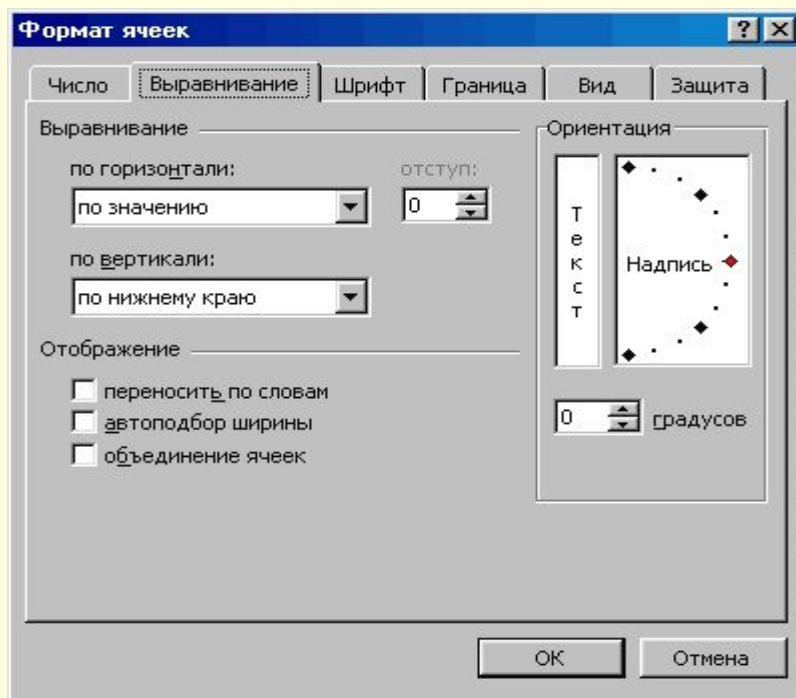 Формат ячеек
Число Выравнивание Шрифт Граница Вид Защита
Выравнивание
по горизонтали: отступ:
по значению 0
по вертикали:
по нижнему краю
Отображение
переносить по словам
автоподбор ширины
объединение ячеек
Ориентация
Текст
Надпись
0 градусов
ОК Отмена